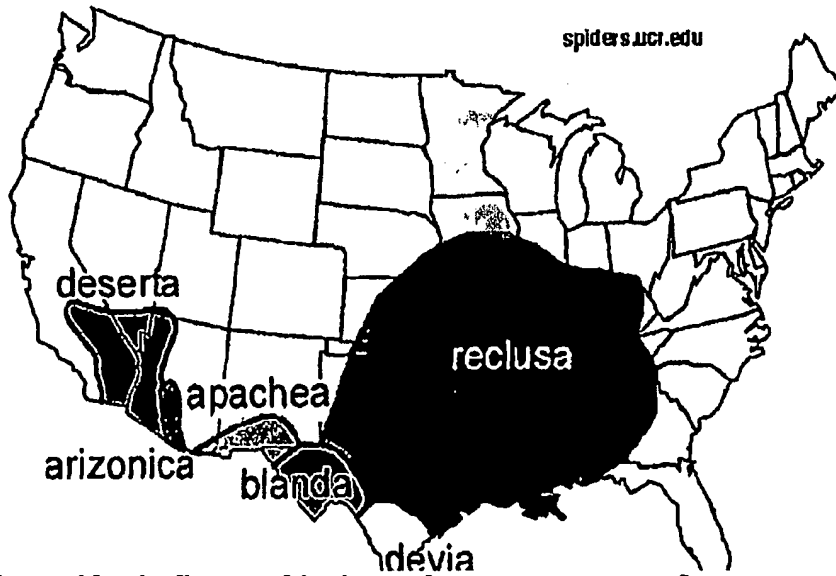 spiders.ucr.edu
deserta
reclusa
apachea
arizonica
blanda
devia